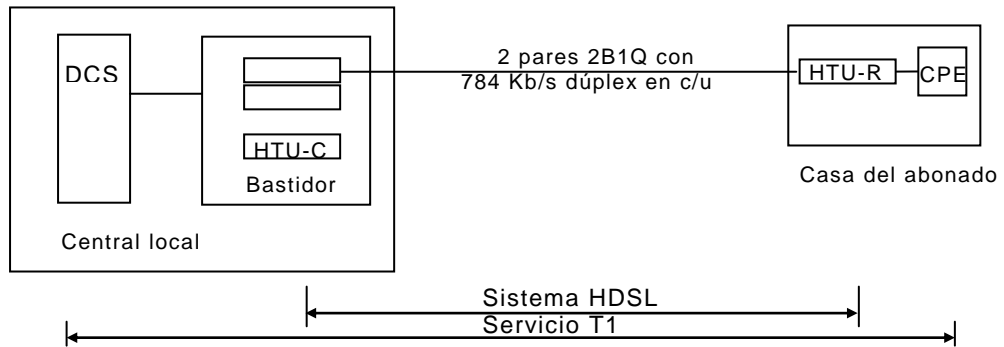 DCS
HTU-C
Bastidor
Central local
2 pares 2B1Q con
784 Kb/s dúplex en c/u
HTU-R
CPE
Casa del abonado
Sistema HDSL
Servicio T1